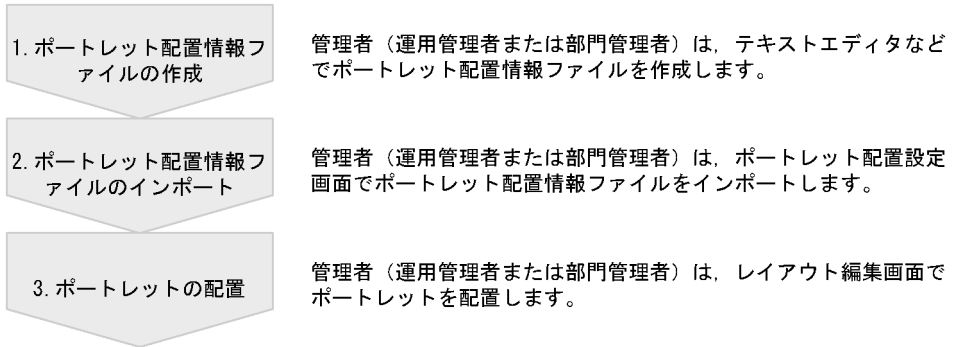 1.ポートレット配置情報フ
ァイルの作成
管理者（運用管理者または部門管理者）は，テキストエディタなど
でポートレット配置情報ファイルを作成します。
2.ポートレット配置情報フ
ァイルのインポート
管理者（運用管理者または部門管理者）は，ポートレット配置設定
画面でポートレット配置情報ファイルをインポートします。
3.ポートレットの配置
管理者（運用管理者または部門管理者）は，レイアウト編集画面で
ポートレットを配置します。